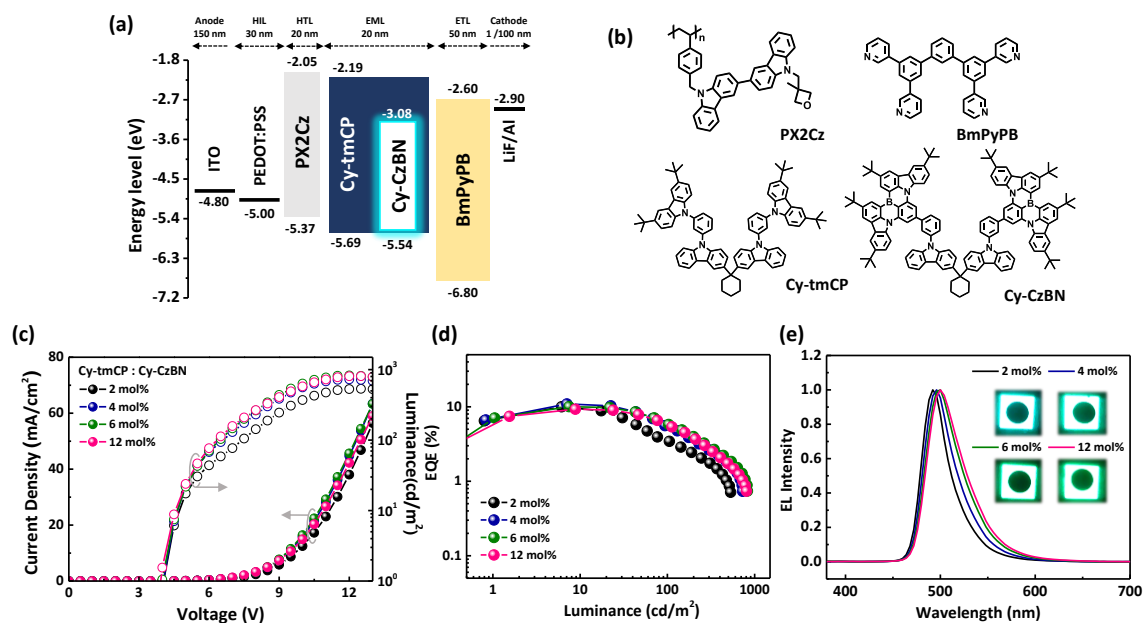 (a)
Anode
150 nm
HIL
30 nm
HTL
20 nm
EML
20 nm
ETL
50 nm
Cathode
1 /100 nm
Energy level (eV)
-1.8
-2.7
-3.6
-4.5
-5.4
-6.3
-7.2
ITO
-4.80
PEDOT:PSS
-5.00
-2.05
PX2Cz
-5.37
-2.19
Cy-tmCP
-5.69
-3.08
Cy-CzBN
-5.54
-2.60
BmPyPB
-6.80
-2.90
LiF/Al
(b)
n
N
N
O
PX2Cz
N
N
N
N
BmPyPB
N
N
N
N
Cy-tmCP
N
B
N
N
B
N
N
N
Cy-CzBN
(c)
Cy-tmCP : Cy-CzBN
2 mol%
4 mol%
6 mol%
12 mol%
Current Density (mA/cm²)
80
70
60
50
40
30
20
10
0
0
3
6
9
12
Voltage (V)
10³
10²
10¹
10⁰
Luminance(cd/m²)
(d)
EQE (%)
100
10
1
0.1
1
10
100
1000
Luminance (cd/m²)
2 mol%
4 mol%
6 mol%
12 mol%
(e)
EL Intensity
1.2
1.0
0.8
0.6
0.4
0.2
0.0
400
500
600
700
Wavelength (nm)
2 mol%
4 mol%
6 mol%
12 mol%